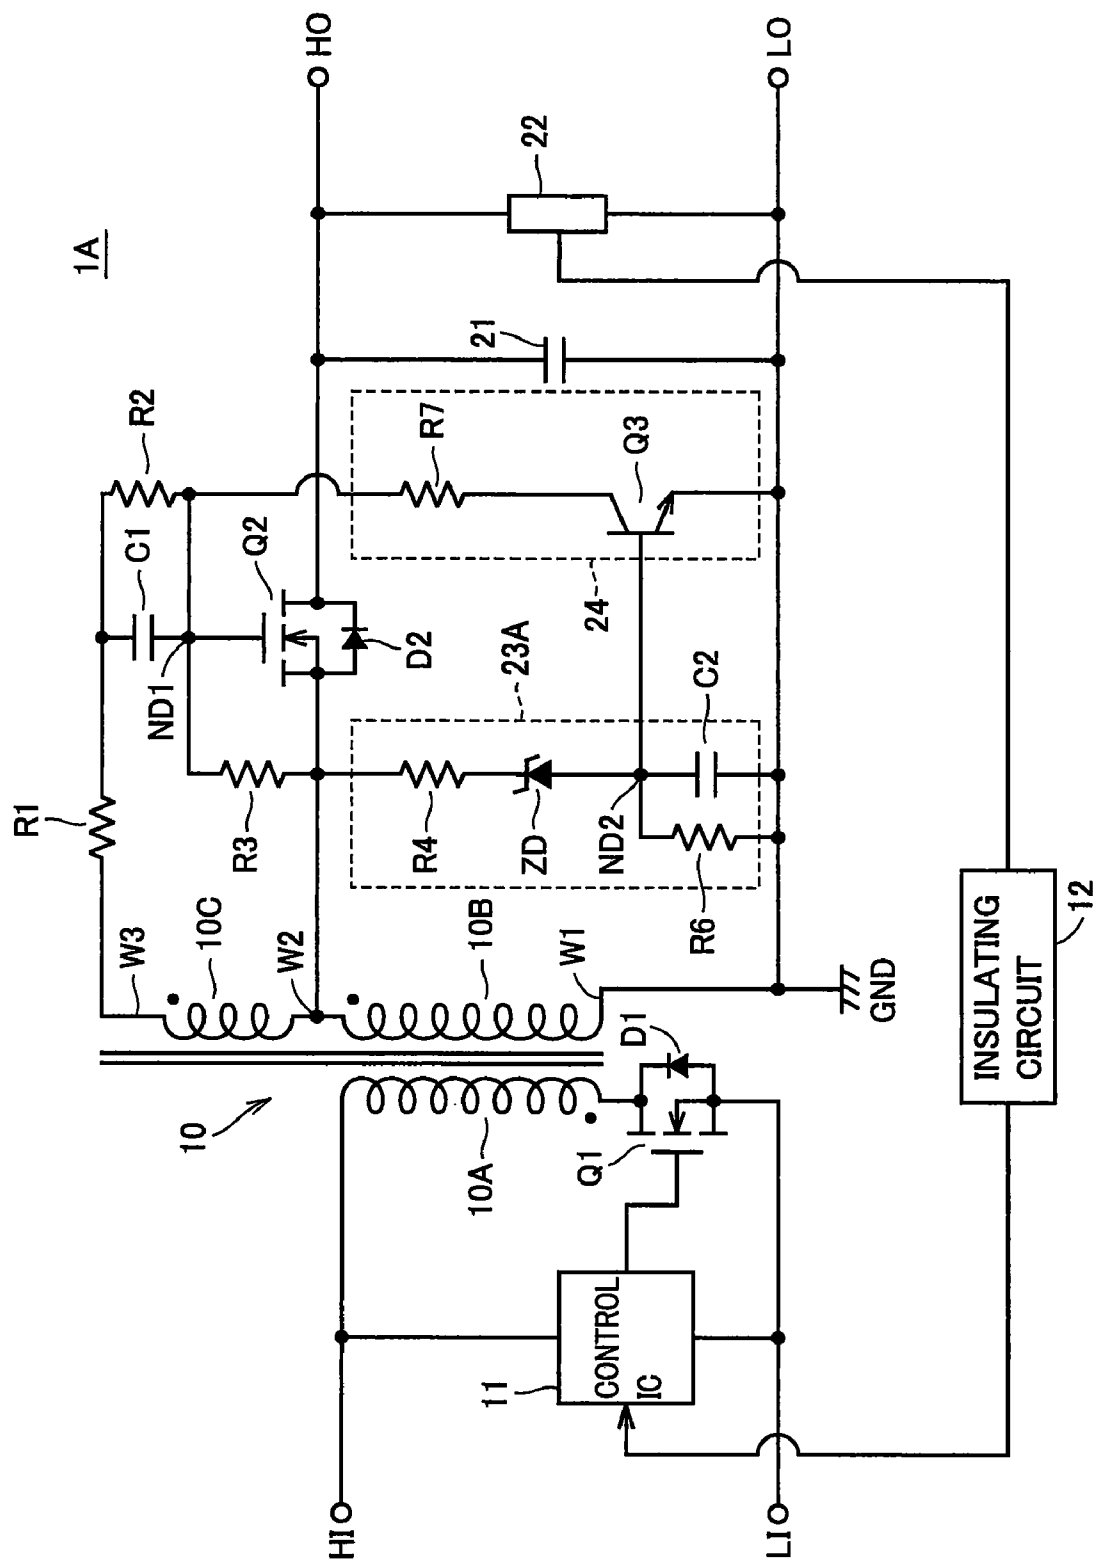 1A
10
HI
LI
HO
LO
11
CONTROL
IC
Q1
D1
10A
10B
10C
W1
W2
W3
GND
R1
R2
R3
C1
ND1
Q2
D2
23A
R4
ZD
ND2
R6
C2
24
R7
Q3
21
22
INSULATING
CIRCUIT
12